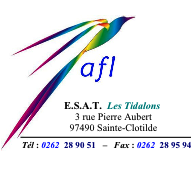 afl
E.S.A.T. Les Tidalons
3 rue Pierre Aubert
97490 Sainte-Clotilde
Tél : 0262 28 90 51 – Fax : 0262 28 95 94